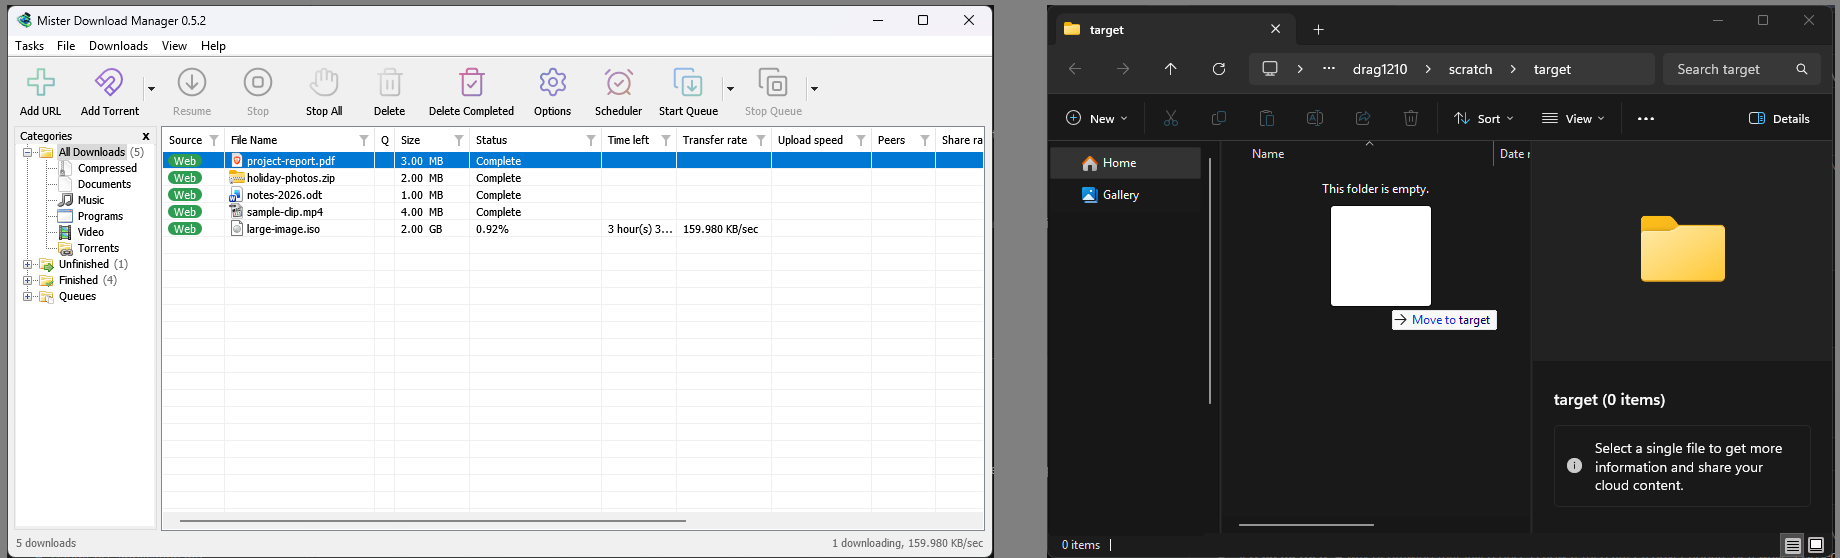 Mister Download Manager 0.5.2
Tasks File Downloads View Help
Add URL Add Torrent Resume Stop Stop All Delete Delete Completed Options Scheduler Start Queue Stop Queue
Categories x
All Downloads (5)
Compressed
Documents
Music
Programs
Video
Torrents
Unfinished (1)
Finished (4)
Queues
Source File Name Q Size Status Time left Transfer rate Upload speed Peers Share ra
Web project-report.pdf 3.00 MB Complete
Web holiday-photos.zip 2.00 MB Complete
Web notes-2026.odt 1.00 MB Complete
Web sample-clip.mp4 4.00 MB Complete
Web large-image.iso 2.00 GB 0.92% 3 hour(s) 3... 159.980 KB/sec
5 downloads
1 downloading, 159.980 KB/sec
target
drag1210 scratch target
Search target
New Sort View Details
Home
Gallery
Name Date r
This folder is empty.
Move to target
target (0 items)
Select a single file to get more
information and share your
cloud content.
0 items